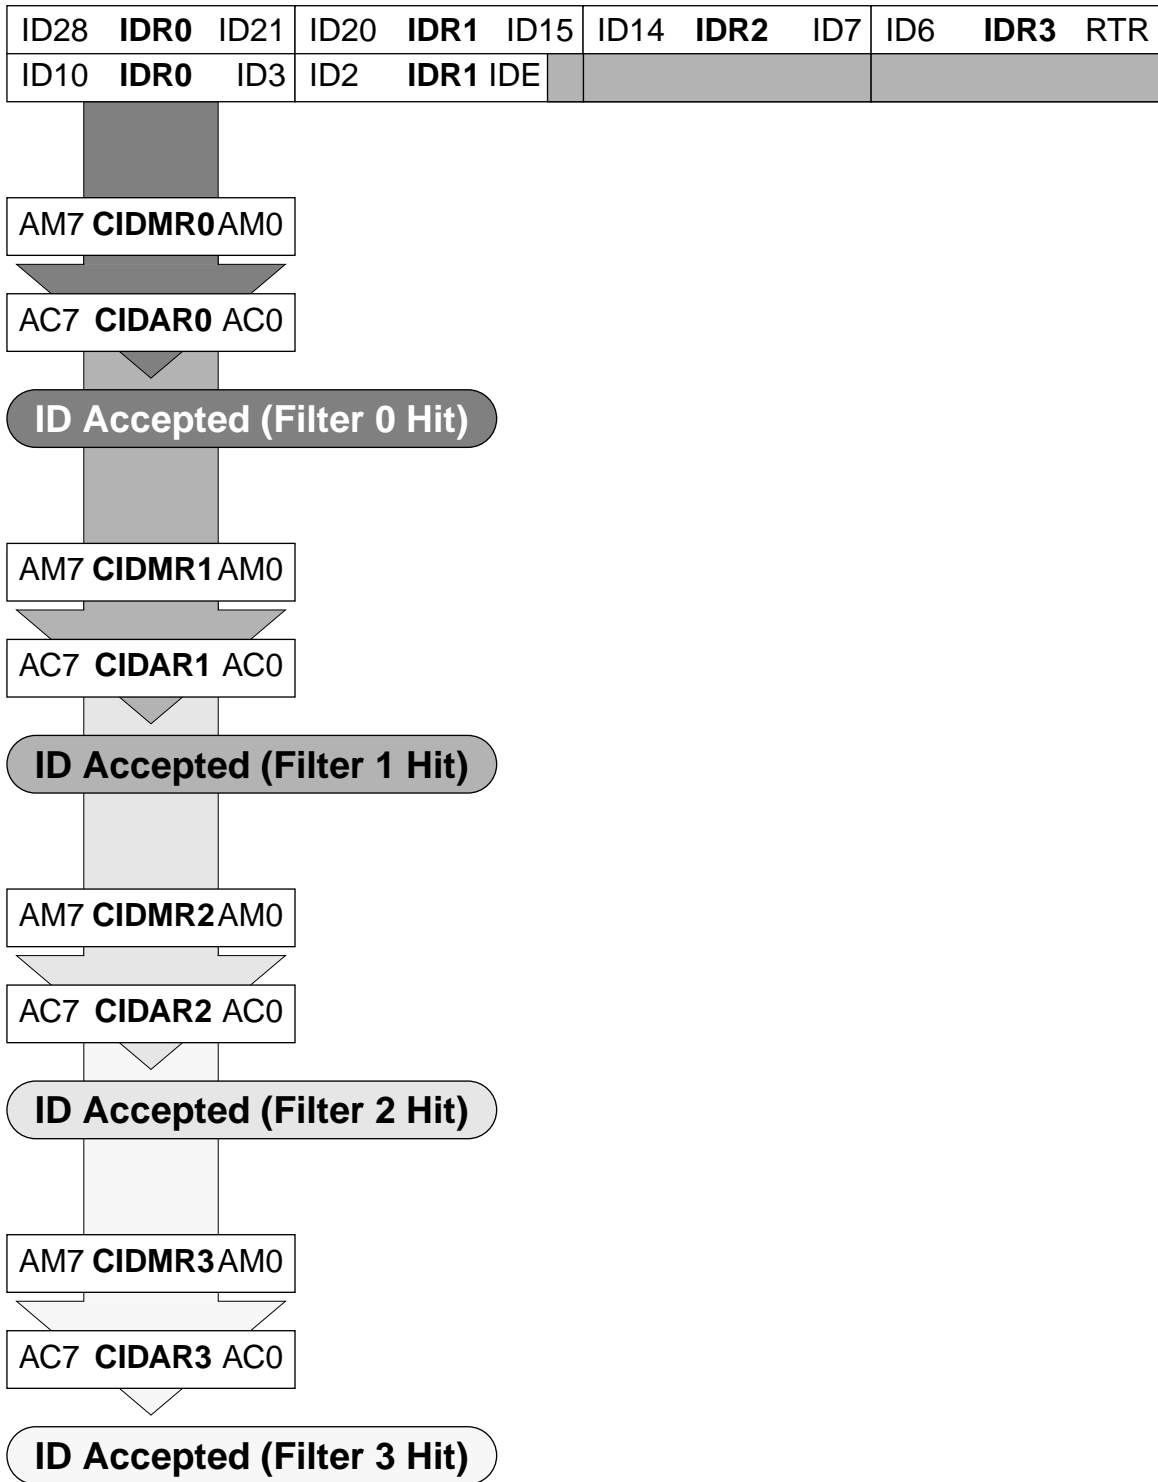 ID28 IDR0 ID21 ID20 IDR1 ID15 ID14 IDR2 ID7 ID6 IDR3 RTR
ID10 IDR0 ID3 ID2 IDR1 IDE
AM7 CIDMR0 AM0
AC7 CIDAR0 AC0
ID Accepted (Filter 0 Hit)
AM7 CIDMR1 AM0
AC7 CIDAR1 AC0
ID Accepted (Filter 1 Hit)
AM7 CIDMR2 AM0
AC7 CIDAR2 AC0
ID Accepted (Filter 2 Hit)
AM7 CIDMR3 AM0
AC7 CIDAR3 AC0
ID Accepted (Filter 3 Hit)